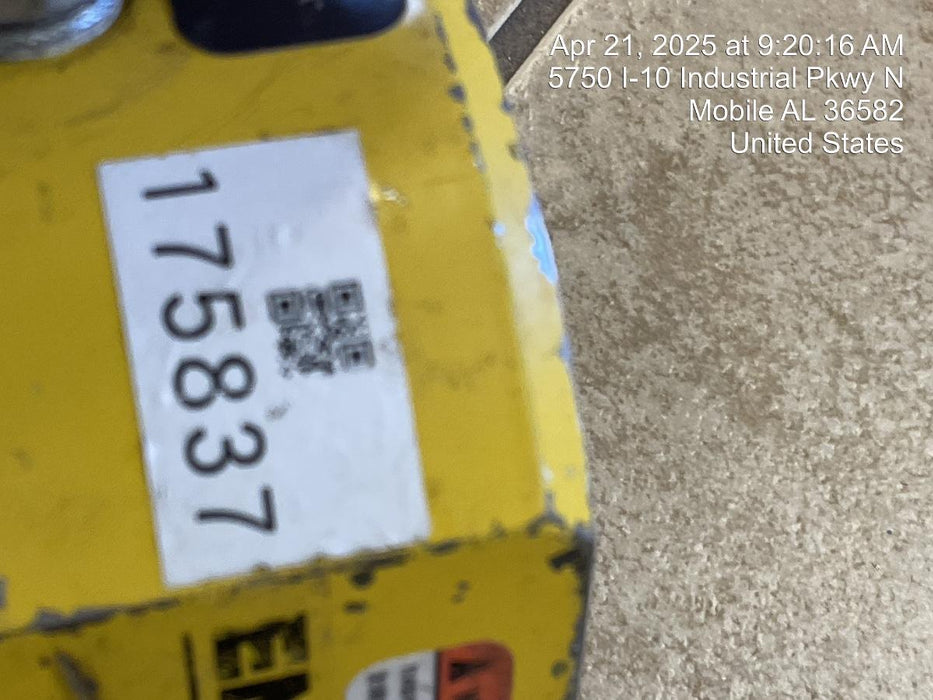 Apr 21, 2025 at 9:20:16 AM
5750 I-10 Industrial Pkwy N
Mobile AL 36582
United States
175837